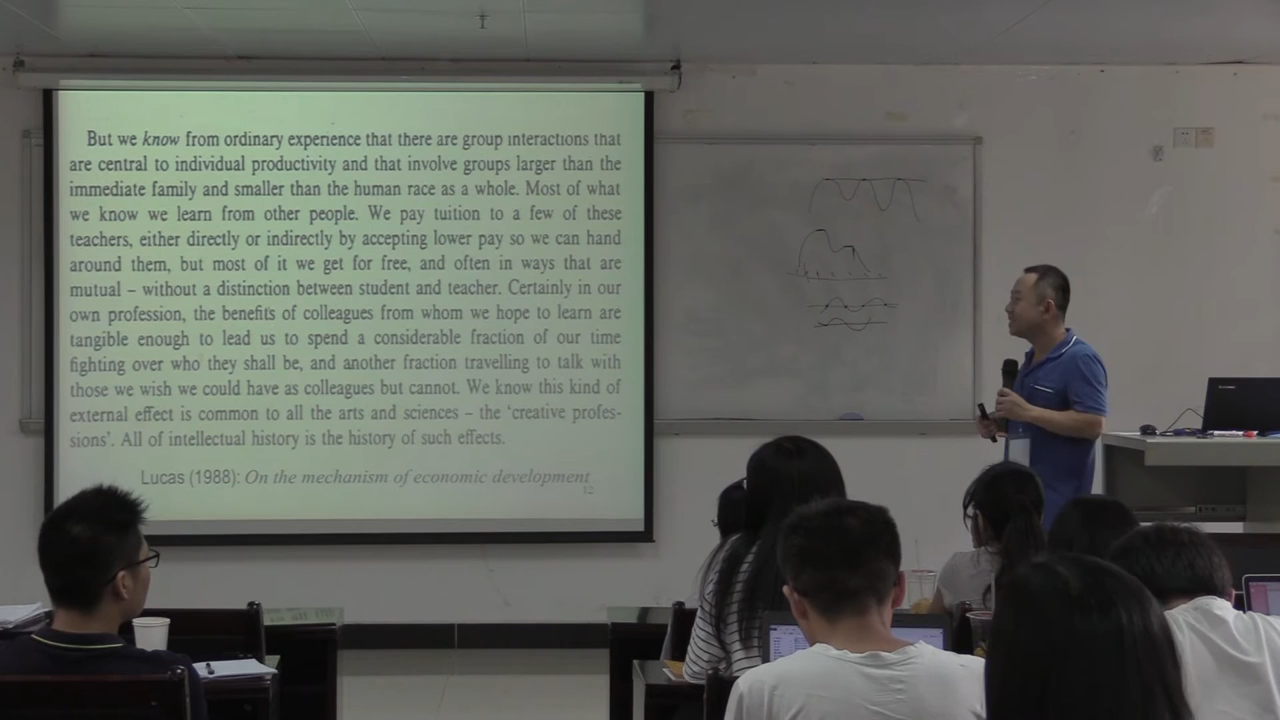 But we know from ordinary experience that there are group interactions that
are central to individual productivity and that involve groups larger than the
immediate family and smaller than the human race as a whole. Most of what
we know we learn from other people. We pay tuition to a few of these
teachers, either directly or indirectly by accepting lower pay so we can hand
around them, but most of it we get for free, and often in ways that are
mutual – without a distinction between student and teacher. Certainly in our
own profession, the benefits of colleagues from whom we hope to learn are
tangible enough to lead us to spend a considerable fraction of our time
fighting over who they shall be, and another fraction travelling to talk with
those we wish we could have as colleagues but cannot. We know this kind of
external effect is common to all the arts and sciences – the ‘creative profes-
sions’. All of intellectual history is the history of such effects.
Lucas (1988): On the mechanism of economic development
12